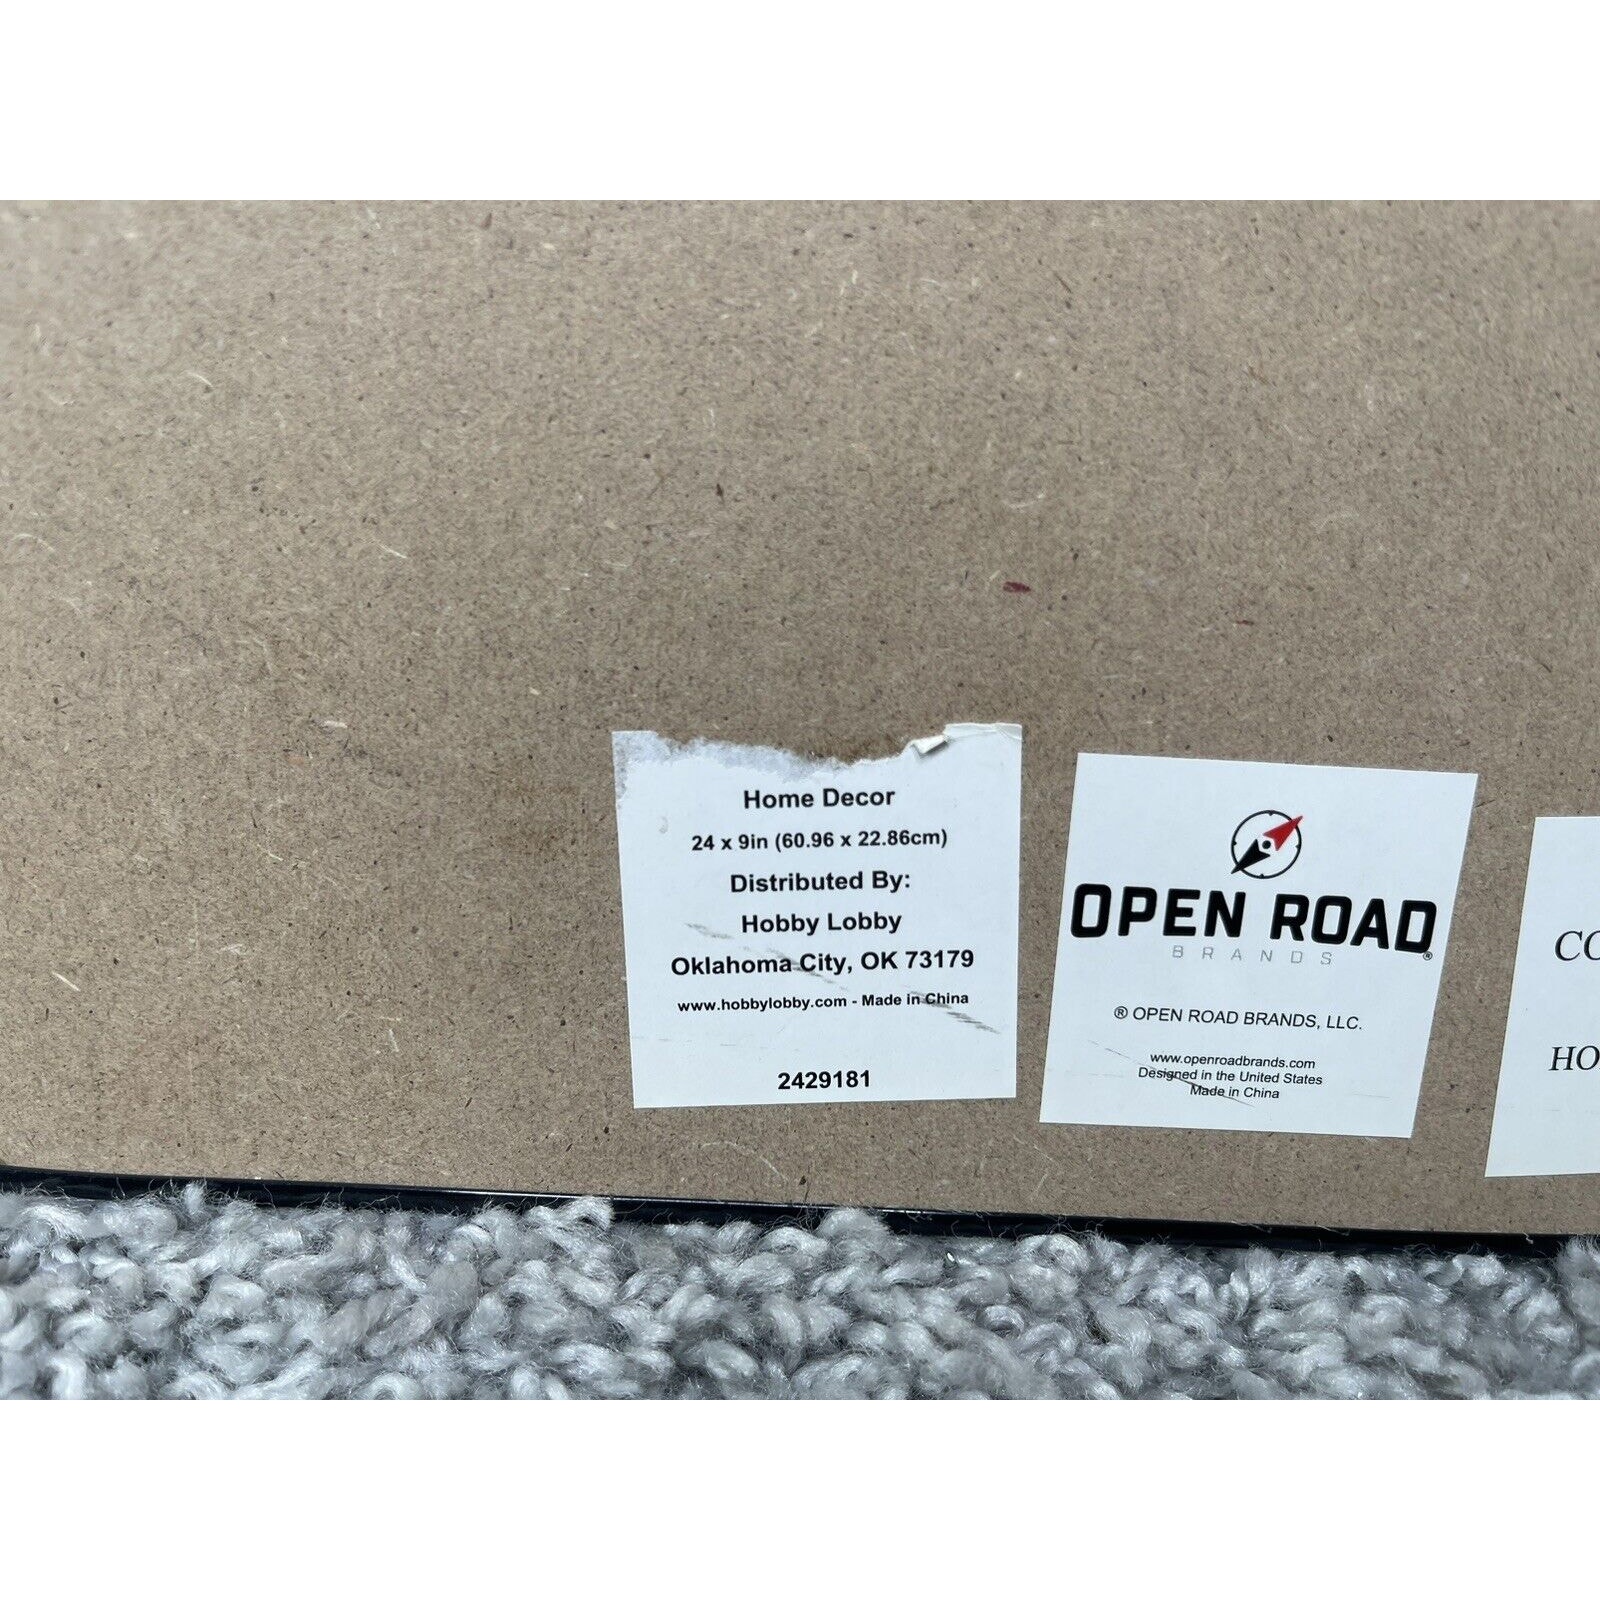 Home Decor
24 x 9in (60.96 x 22.86cm)
Distributed By:
Hobby Lobby
Oklahoma City, OK 73179
www.hobbylobby.com - Made in China
2429181
OPEN ROAD
BRANDS
® OPEN ROAD BRANDS, LLC.
www.openroadbrands.com
Designed in the United States
Made in China
CO
HO